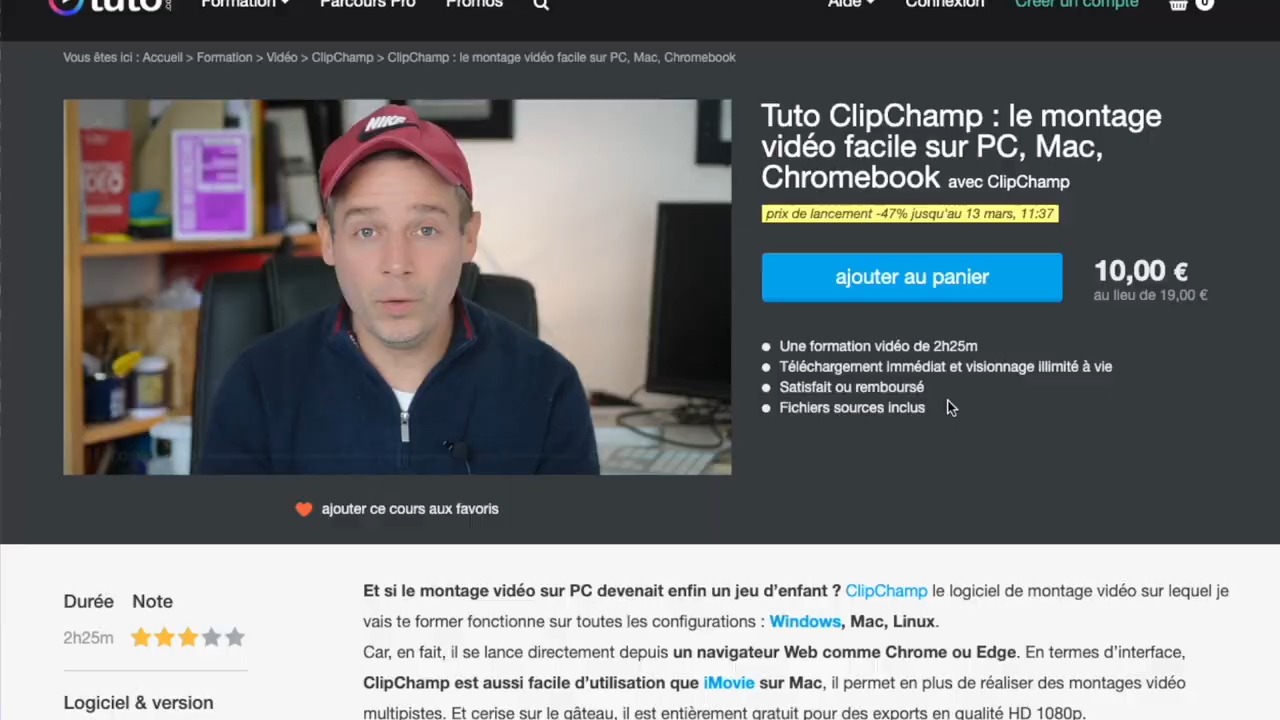 tuto
Formation
Parcours Pro
Promos
Aide
Connexion
Créer un compte
0
Vous êtes ici : Accueil > Formation > Vidéo > ClipChamp > ClipChamp : le montage vidéo facile sur PC, Mac, Chromebook
NIKE
Tuto ClipChamp : le montage
vidéo facile sur PC, Mac,
Chromebook avec ClipChamp
prix de lancement -47% jusqu'au 13 mars, 11:37
ajouter au panier
10,00 €
au lieu de 19,00 €
Une formation vidéo de 2h25m
Téléchargement immédiat et visionnage illimité à vie
Satisfait ou remboursé
Fichiers sources inclus
ajouter ce cours aux favoris
Durée Note
2h25m
Logiciel & version
Et si le montage vidéo sur PC devenait enfin un jeu d'enfant ? ClipChamp le logiciel de montage vidéo sur lequel je
vais te former fonctionne sur toutes les configurations : Windows, Mac, Linux.
Car, en fait, il se lance directement depuis un navigateur Web comme Chrome ou Edge. En termes d'interface,
ClipChamp est aussi facile d'utilisation que iMovie sur Mac, il permet en plus de réaliser des montages vidéo
multipistes. Et cerise sur le gâteau, il est entièrement gratuit pour des exports en qualité HD 1080p.